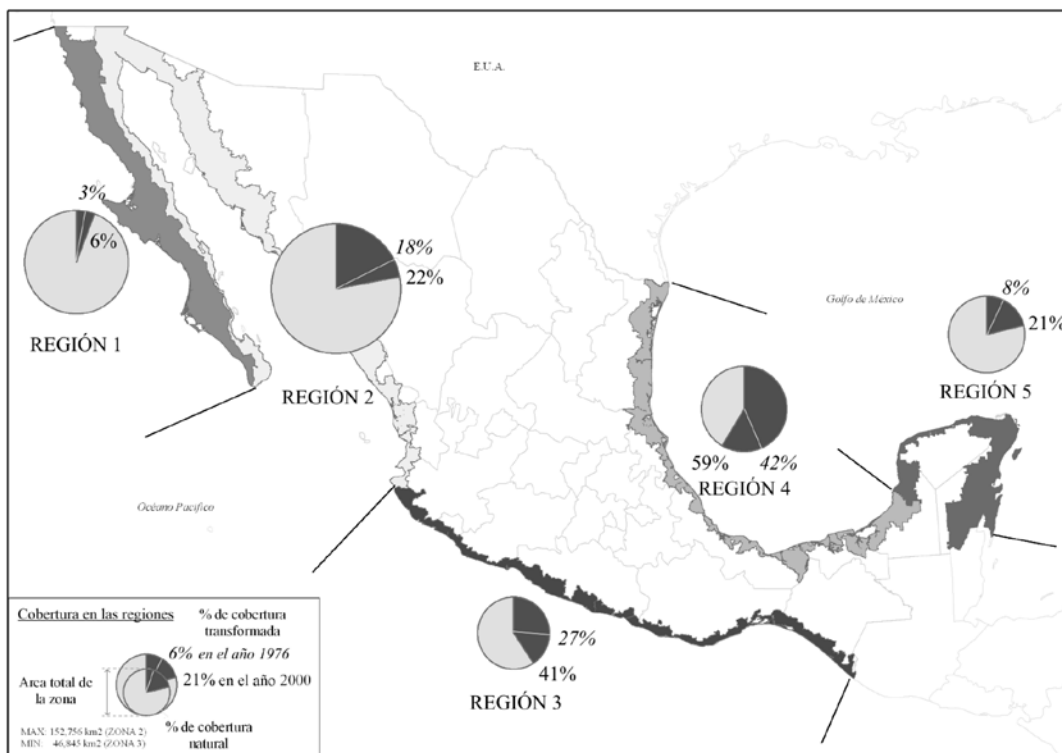 E.U.A.
3%
6%
REGIÓN 1
18%
22%
REGIÓN 2
Golfo de México
8%
21%
REGIÓN 5
59%
42%
REGIÓN 4
Océano Pacífico
27%
41%
REGIÓN 3
Cobertura en las regiones
% de cobertura
transformada
6% en el año 1976
21% en el año 2000
Area total de
la zona
% de cobertura
natural
MAX: 152,756 km2 (ZONA 2)
MIN: 46,845 km2 (ZONA 3)